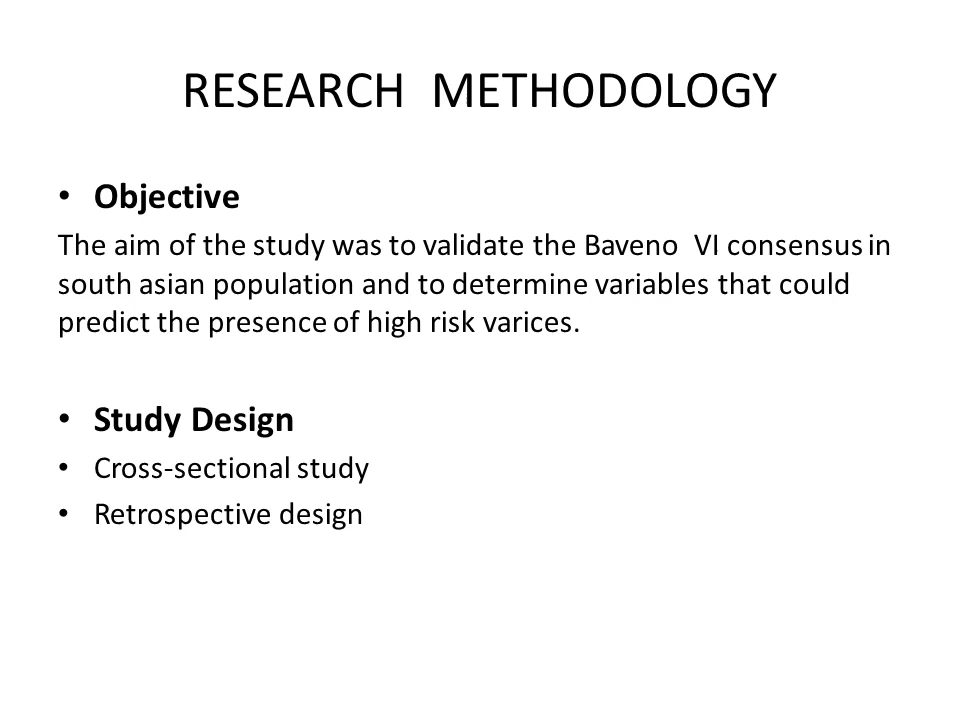 RESEARCH  METHODOLOGY
• Objective
The aim of the study was to validate the Baveno  VI consensus in
south asian population and to determine variables that could
predict the presence of high risk varices.
• Study Design
• Cross-sectional study
• Retrospective design